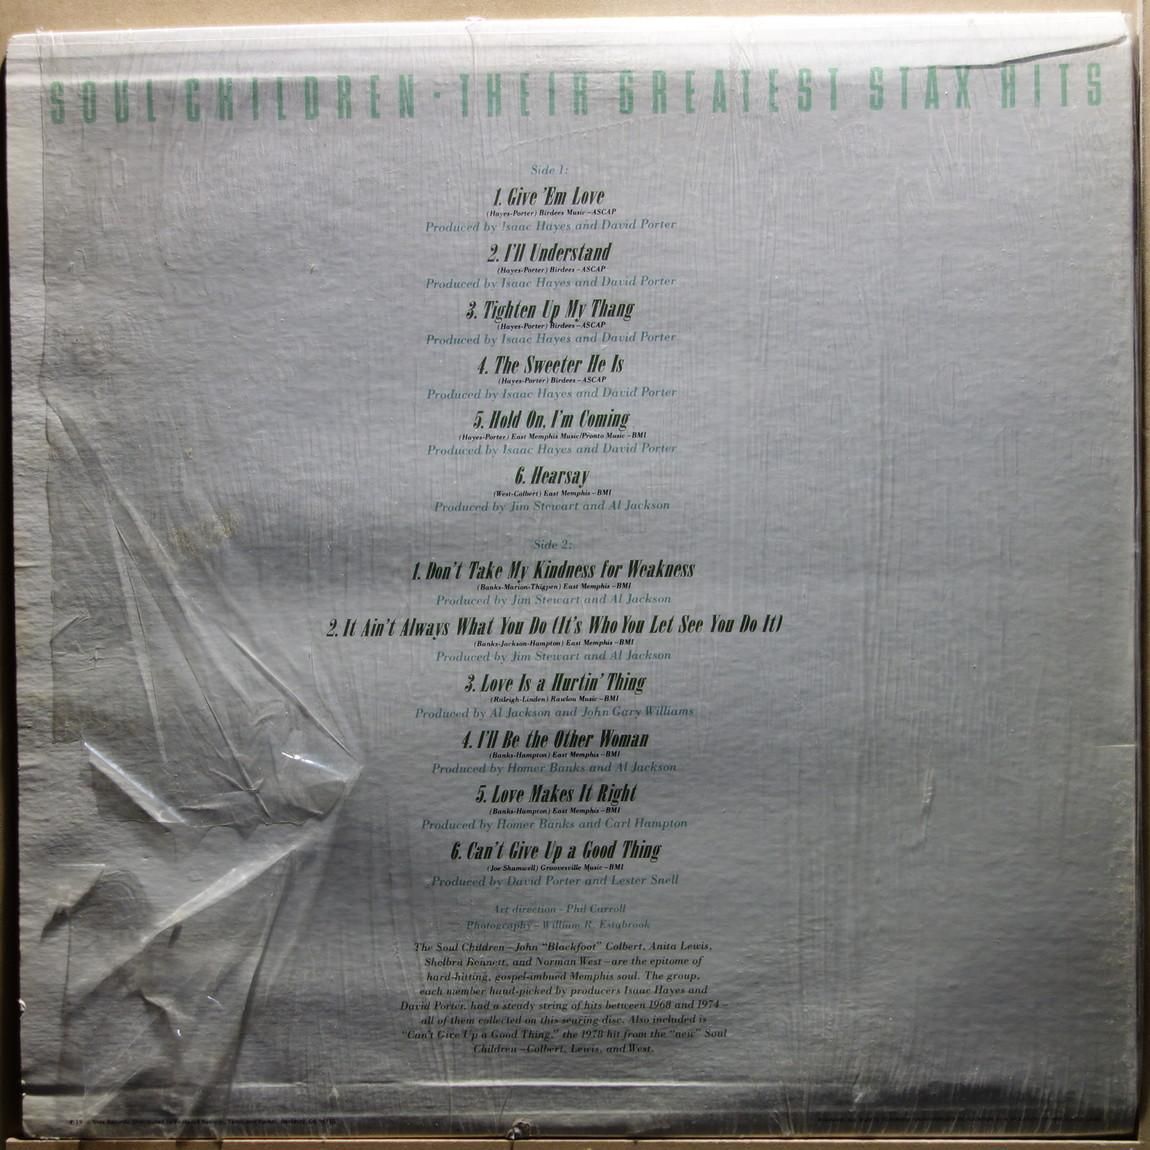 SOUL CHILDREN - THEIR GREATEST STAX HITS
Side 1:
1. Give 'Em Love
(Hayes-Porter) Birdees Music–ASCAP
Produced by Isaac Hayes and David Porter
2. I'll Understand
(Hayes-Porter) Birdees–ASCAP
Produced by Isaac Hayes and David Porter
3. Tighten Up My Thang
(Hayes-Porter) Birdees–ASCAP
Produced by Isaac Hayes and David Porter
4. The Sweeter He Is
(Hayes-Porter) Birdees–ASCAP
Produced by Isaac Hayes and David Porter
5. Hold On, I'm Coming
(Hayes-Porter) East Memphis Music/Pronto Music–BMI
Produced by Isaac Hayes and David Porter
6. Hearsay
(West-Colbert) East Memphis–BMI
Produced by Jim Stewart and Al Jackson
Side 2:
1. Don't Take My Kindness for Weakness
(Banks-Marion-Thigpen) East Memphis–BMI
Produced by Jim Stewart and Al Jackson
2. It Ain't Always What You Do (It's Who You Let See You Do It)
(Banks-Jackson-Hampton) East Memphis–BMI
Produced by Jim Stewart and Al Jackson
3. Love Is a Hurtin' Thing
(Raleigh-Linden) Rawlou Music–BMI
Produced by Al Jackson and John Gary Williams
4. I'll Be the Other Woman
(Banks-Hampton) East Memphis–BMI
Produced by Homer Banks and Al Jackson
5. Love Makes It Right
(Banks-Hampton) East Memphis–BMI
Produced by Homer Banks and Carl Hampton
6. Can't Give Up a Good Thing
(Joe Shamwell) Groovesville Music–BMI
Produced by David Porter and Lester Snell
Art direction - Phil Carroll
Photography–William R. Estabrook
The Soul Children–John "Blackfoot" Colbert, Anita Lewis,
Shelbra Bennett, and Norman West–are the epitome of
hard-hitting, gospel-imbued Memphis soul. The group,
each member hand-picked by producers Isaac Hayes and
David Porter, had a steady string of hits between 1968 and 1974–
all of them collected on this searing disc. Also included is
"Can't Give Up a Good Thing," the 1978 hit from the "new" Soul
Children–Colbert, Lewis, and West.